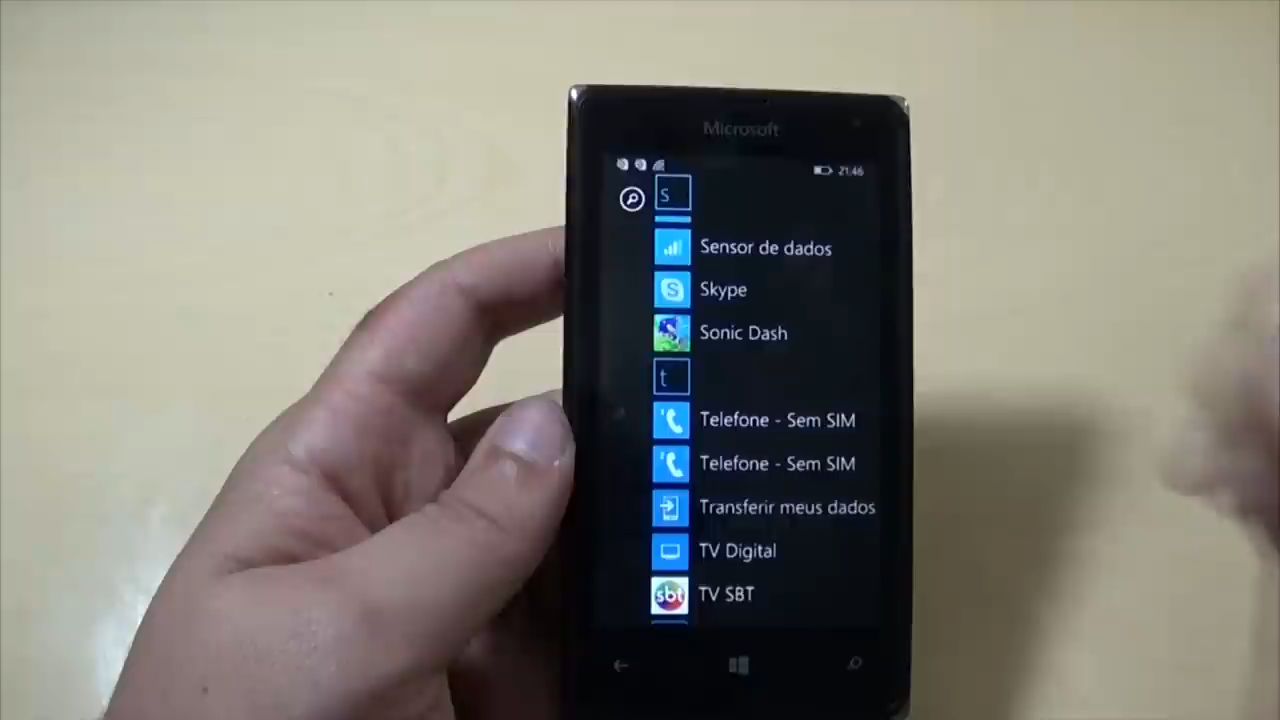 Microsoft
21:46
s
Sensor de dados
Skype
Sonic Dash
t
Telefone - Sem SIM
Telefone - Sem SIM
Transferir meus dados
TV Digital
sbt TV SBT